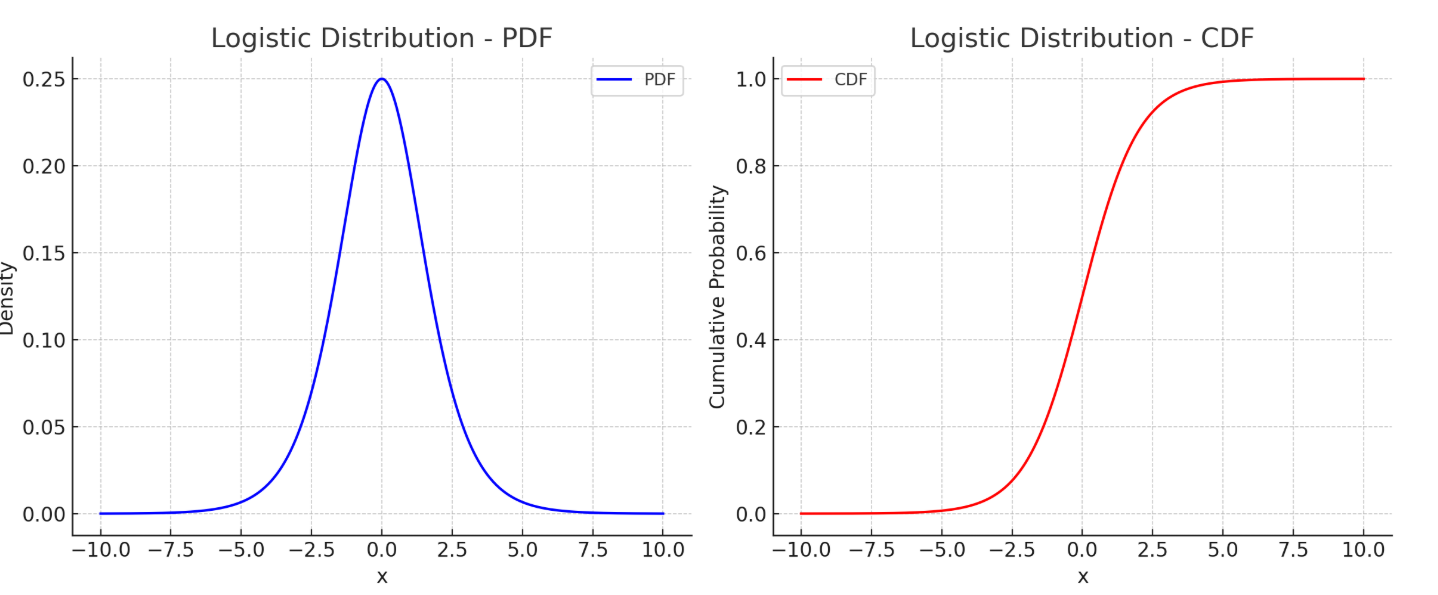 Logistic Distribution - PDF
PDF
0.25
0.20
0.15
0.10
0.05
0.00
Density
−10.0 −7.5 −5.0 −2.5 0.0 2.5 5.0 7.5 10.0
x
Logistic Distribution - CDF
CDF
1.0
0.8
0.6
0.4
0.2
0.0
Cumulative Probability
−10.0 −7.5 −5.0 −2.5 0.0 2.5 5.0 7.5 10.0
x